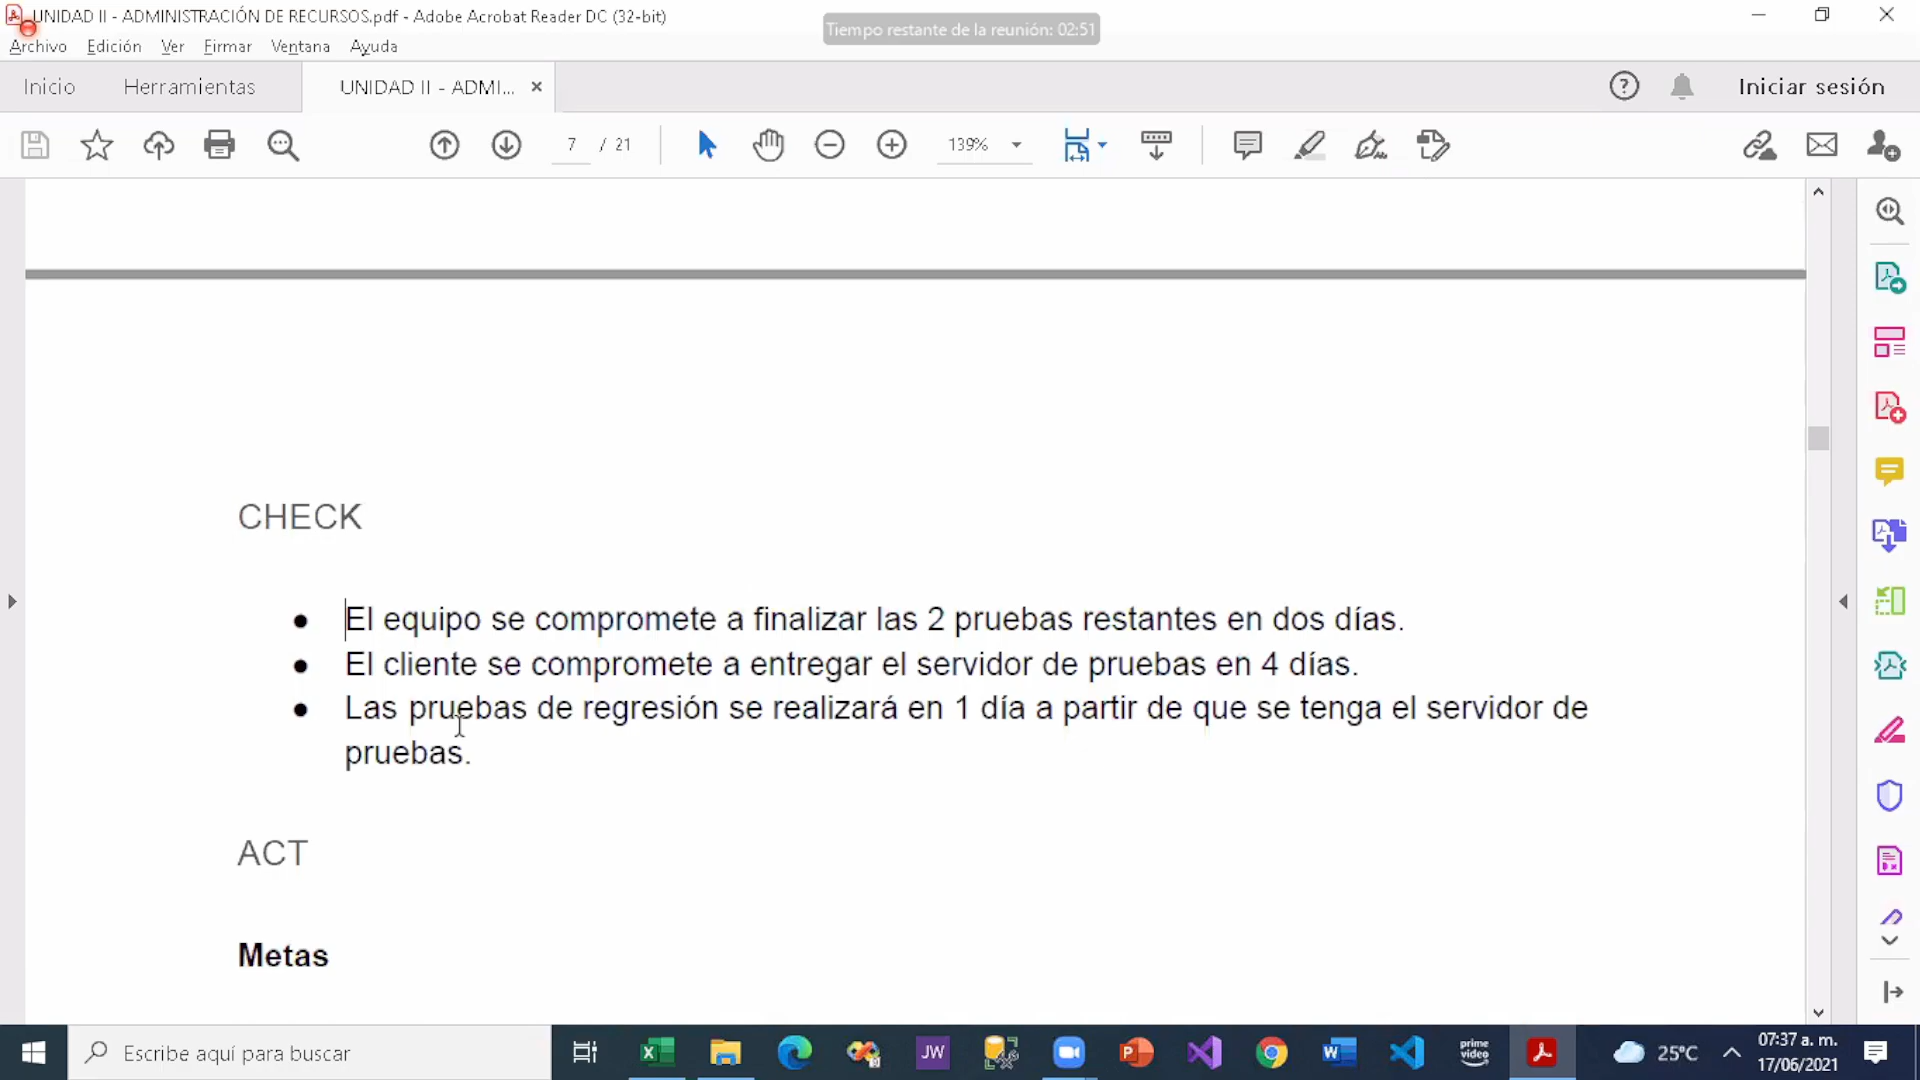 UNIDAD II - ADMINISTRACIÓN DE RECURSOS.pdf - Adobe Acrobat Reader DC (32-bit)
Tiempo restante de la reunión: 02:51
Archivo Edición Ver Firmar Ventana Ayuda
Inicio Herramientas UNIDAD II - ADMI... Iniciar sesión
7 / 21 139%
CHECK
• El equipo se compromete a finalizar las 2 pruebas restantes en dos días.
• El cliente se compromete a entregar el servidor de pruebas en 4 días.
• Las pruebas de regresión se realizará en 1 día a partir de que se tenga el servidor de
pruebas.
ACT
Metas
Escribe aquí para buscar JW prime video 25°C 07:37 a. m.
17/06/2021